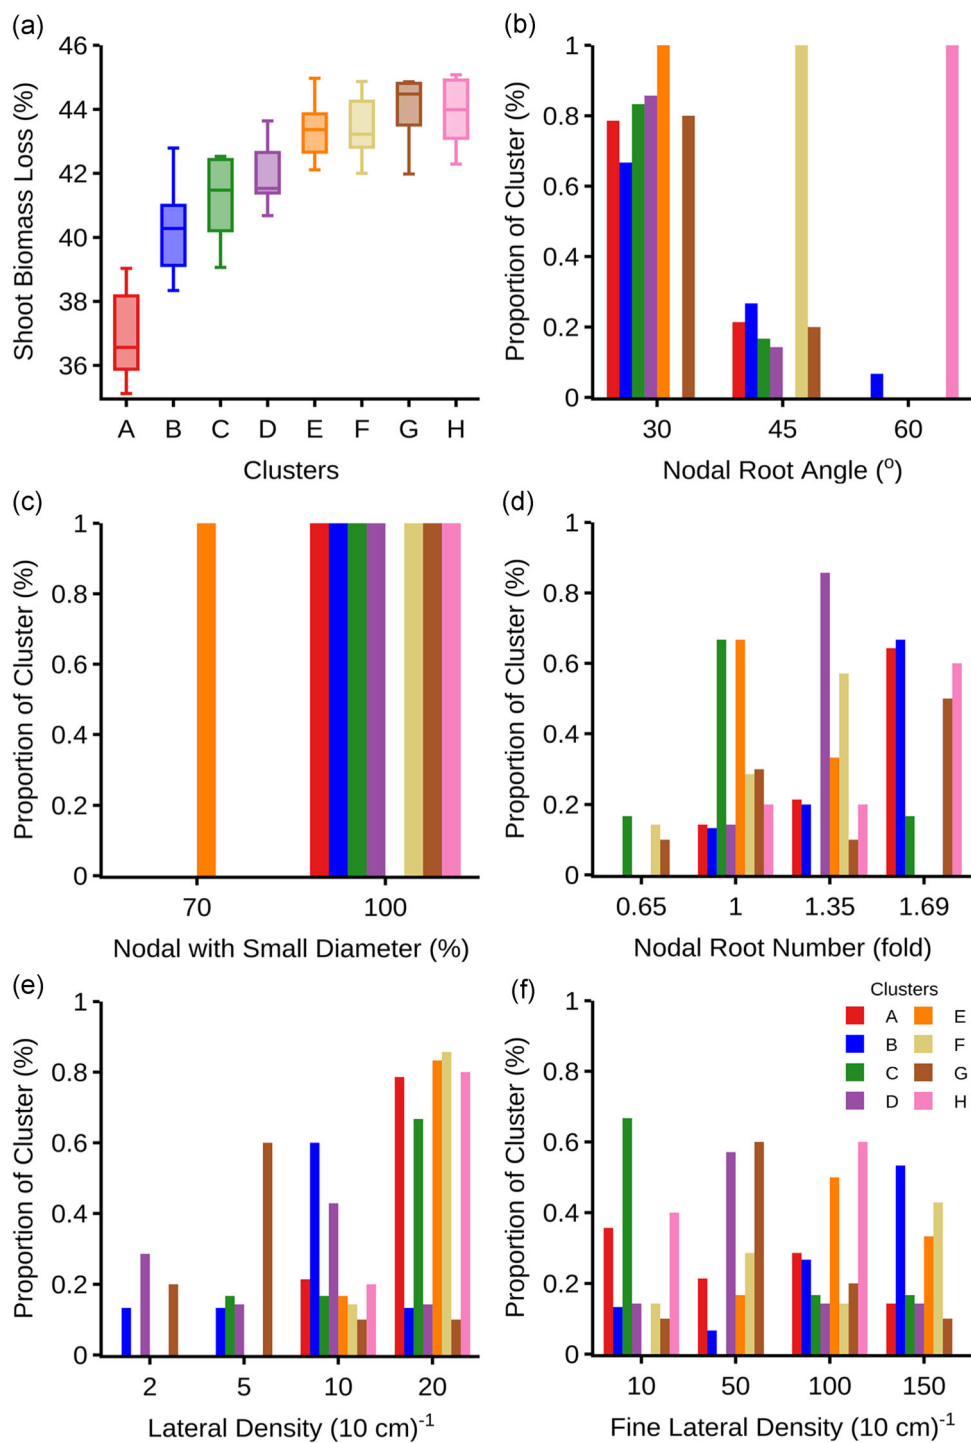 (a)
Shoot Biomass Loss (%)
46
44
42
40
38
36
A B C D E F G H
Clusters
(b)
Proportion of Cluster (%)
1
0.8
0.6
0.4
0.2
0
30 45 60
Nodal Root Angle (o)
(c)
Proportion of Cluster (%)
1
0.8
0.6
0.4
0.2
0
70 100
Nodal with Small Diameter (%)
(d)
Proportion of Cluster (%)
1
0.8
0.6
0.4
0.2
0
0.65 1 1.35 1.69
Nodal Root Number (fold)
(e)
Proportion of Cluster (%)
1
0.8
0.6
0.4
0.2
0
2 5 10 20
Lateral Density (10 cm)-1
(f)
Proportion of Cluster (%)
1
0.8
0.6
0.4
0.2
0
Clusters
A E
B F
C G
D H
10 50 100 150
Fine Lateral Density (10 cm)-1